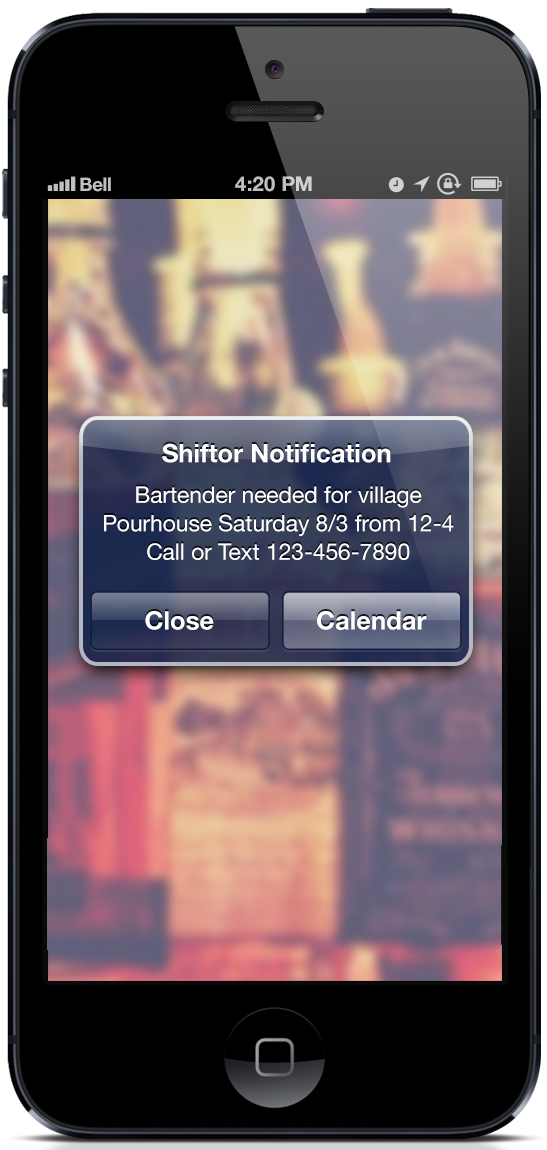 Bell 4:20 PM
Shiftor Notification
Bartender needed for village
Pourhouse Saturday 8/3 from 12-4
Call or Text 123-456-7890
Close Calendar